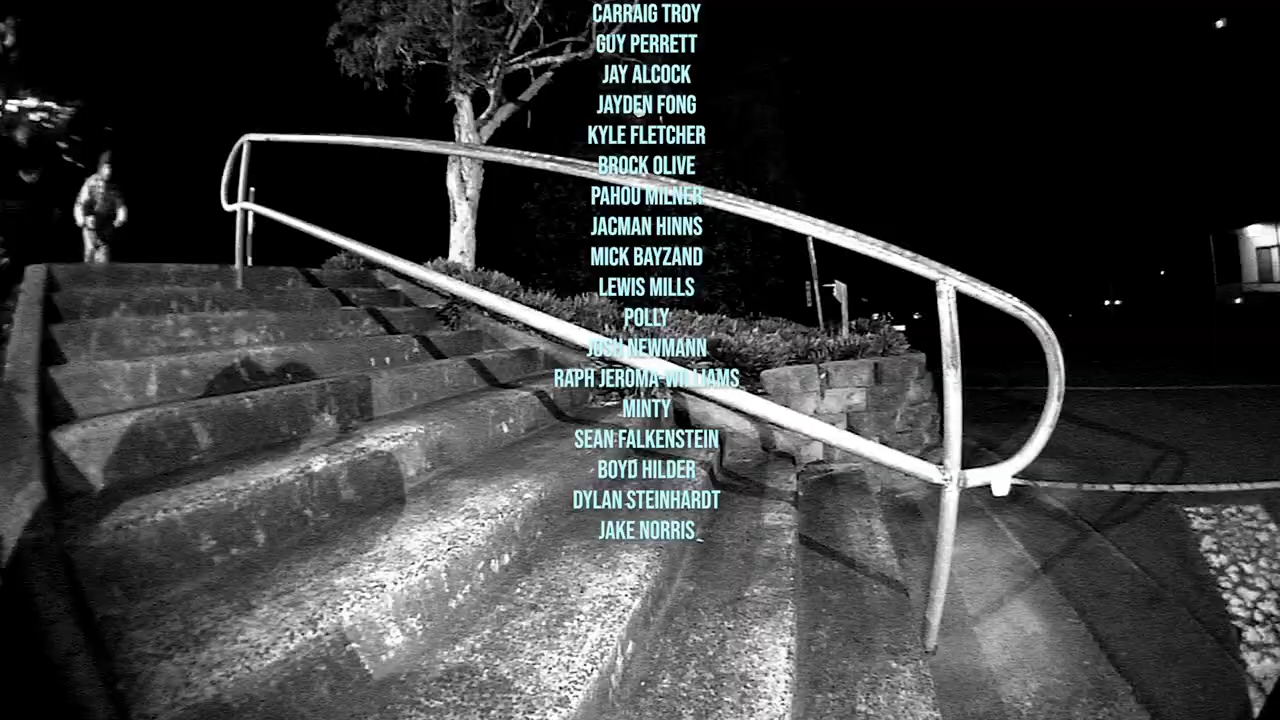 CARRAIG TROY
GUY PERRETT
JAY ALCOCK
JAYDEN FONG
KYLE FLETCHER
BROCK OLIVE
PAHOU MILNER
JACMAN HINNS
MICK BAYZAND
LEWIS MILLS
POLLY
JOSH NEWMANN
RAPH JEROMA-WILLIAMS
MINTY
SEAN FALKENSTEIN
BOYD HILDER
DYLAN STEINHARDT
JAKE NORRIS